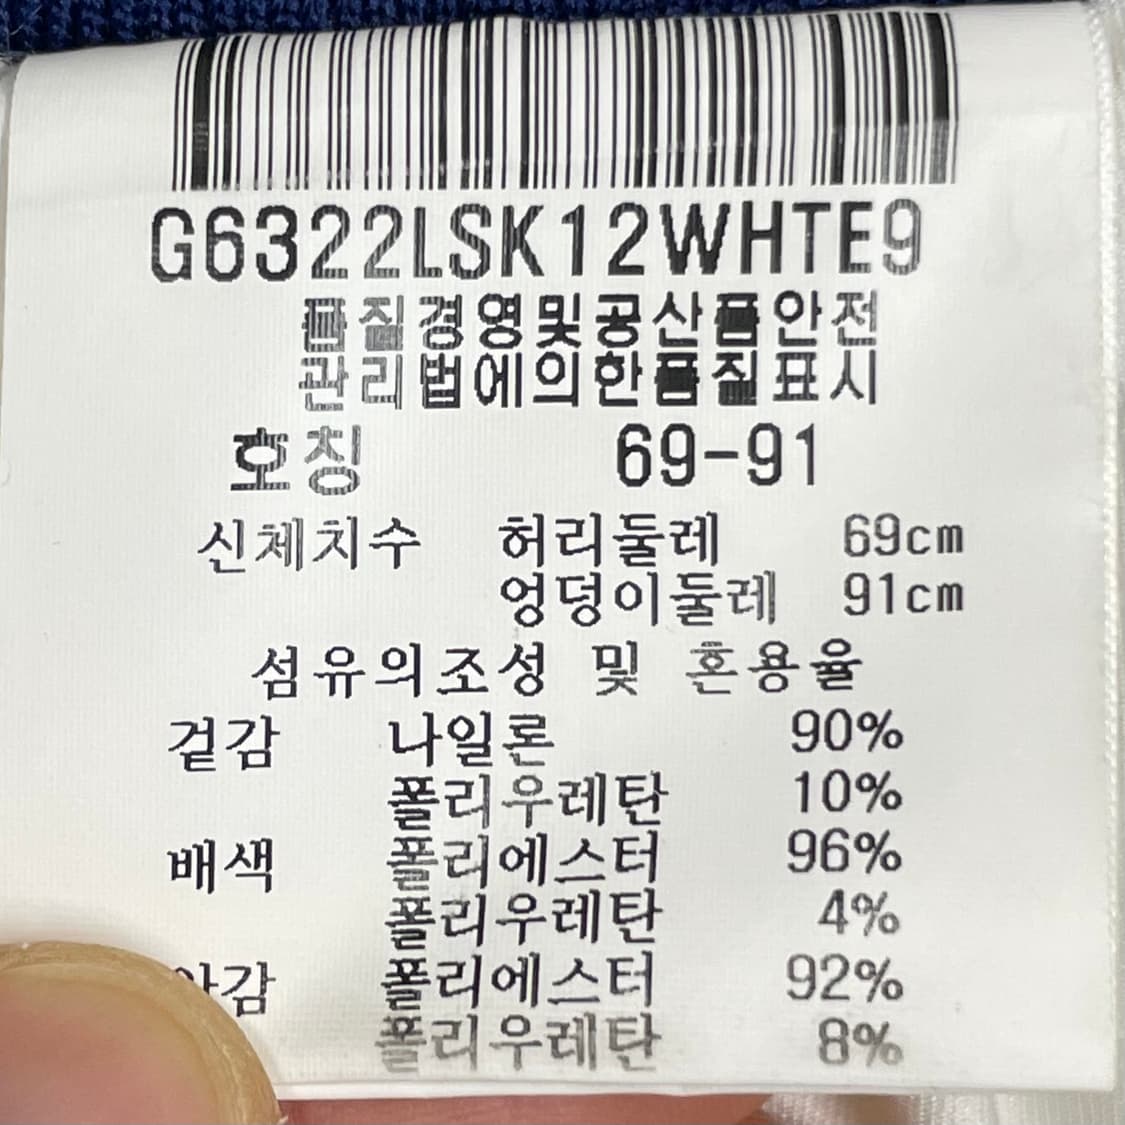 G6322LSK12WHTE9
품질경영및공산품안전
관리법에의한품질표시
호칭 69-91
신체치수 허리둘레 69cm
엉덩이둘레 91cm
섬유의조성 및 혼용율
겉감 나일론 90%
폴리우레탄 10%
배색 폴리에스터 96%
폴리우레탄 4%
폴리에스터 92%
폴리우레탄 8%